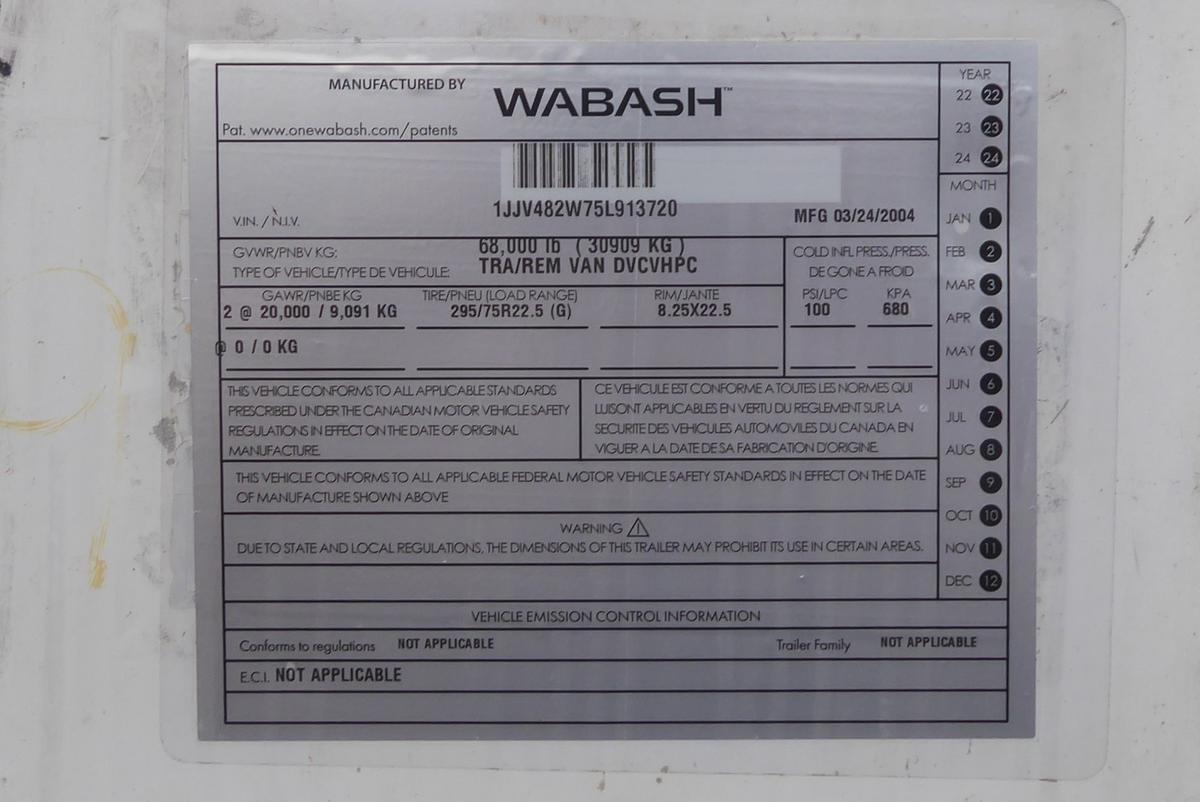 MANUFACTURED BY WABASH™
Pat. www.onewabash.com/patents
1JJV482W75L913720
V.IN. / N.I.V.
MFG 03/24/2004
GVWR/PNBV KG: 68,000 lb ( 30909 KG )
TYPE OF VEHICLE/TYPE DE VEHICULE: TRA/REM VAN DVCVHPC
COLD INFL PRESS./PRESS.
DE GONE A FROID
GAWR/PNBE KG TIRE/PNEU (LOAD RANGE) RIM/JANTE PSI/LPC KPA
2 @ 20,000 / 9,091 KG 295/75R22.5 (G) 8.25X22.5 100 680
@ 0 / 0 KG
THIS VEHICLE CONFORMS TO ALL APPLICABLE STANDARDS
PRESCRIBED UNDER THE CANADIAN MOTOR VEHICLE SAFETY
REGULATIONS IN EFFECT ON THE DATE OF ORIGINAL
MANUFACTURE.
CE VEHICULE EST CONFORME A TOUTES LES NORMES QUI
LUISONT APPLICABLES EN VERTU DU REGLEMENT SUR LA
SECURITE DES VEHICULES AUTOMOVILES DU CANADA EN
VIGUER A LA DATE DE SA FABRICATION D'ORIGINE.
THIS VEHICLE CONFORMS TO ALL APPLICABLE FEDERAL MOTOR VEHICLE SAFETY STANDARDS IN EFFECT ON THE DATE
OF MANUFACTURE SHOWN ABOVE
WARNING
DUE TO STATE AND LOCAL REGULATIONS, THE DIMENSIONS OF THIS TRAILER MAY PROHIBIT ITS USE IN CERTAIN AREAS.
VEHICLE EMISSION CONTROL INFORMATION
Conforms to regulations NOT APPLICABLE Trailer Family NOT APPLICABLE
E.C.I. NOT APPLICABLE
YEAR
22 22
23 23
24 24
MONTH
JAN 1
FEB 2
MAR 3
APR 4
MAY 5
JUN 6
JUL 7
AUG 8
SEP 9
OCT 10
NOV 11
DEC 12